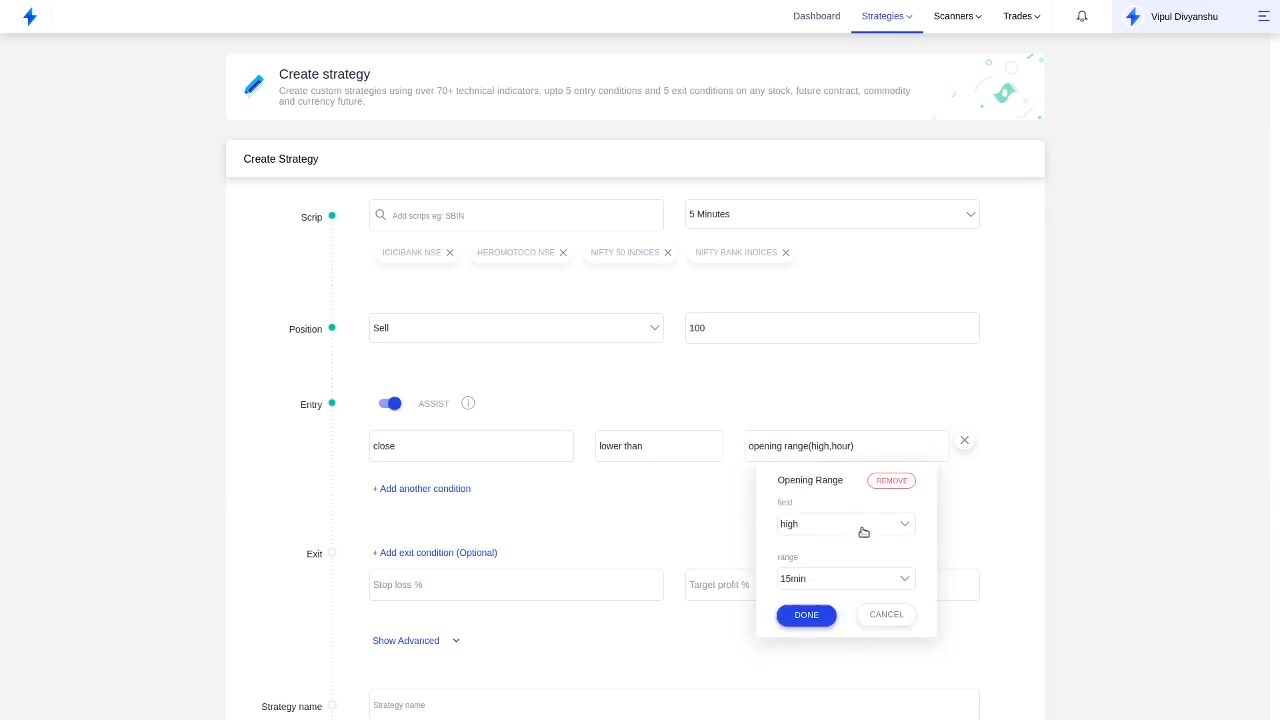 Dashboard Strategies Scanners Trades Vipul Divyanshu
Create strategy
Create custom strategies using over 70+ technical indicators, upto 5 entry conditions and 5 exit conditions on any stock, future contract, commodity
and currency future.
Create Strategy
Scrip Add scrips eg: SBIN 5 Minutes
ICICIBANK NSE HEROMOTOCO NSE NIFTY 50 INDICES NIFTY BANK INDICES
Position Sell 100
Entry ASSIST
close lower than opening range(high,hour)
Opening Range REMOVE
+ Add another condition
field
high
Exit + Add exit condition (Optional)
range
15min
Stop loss % Target profit %
DONE CANCEL
Show Advanced
Strategy name Strategy name